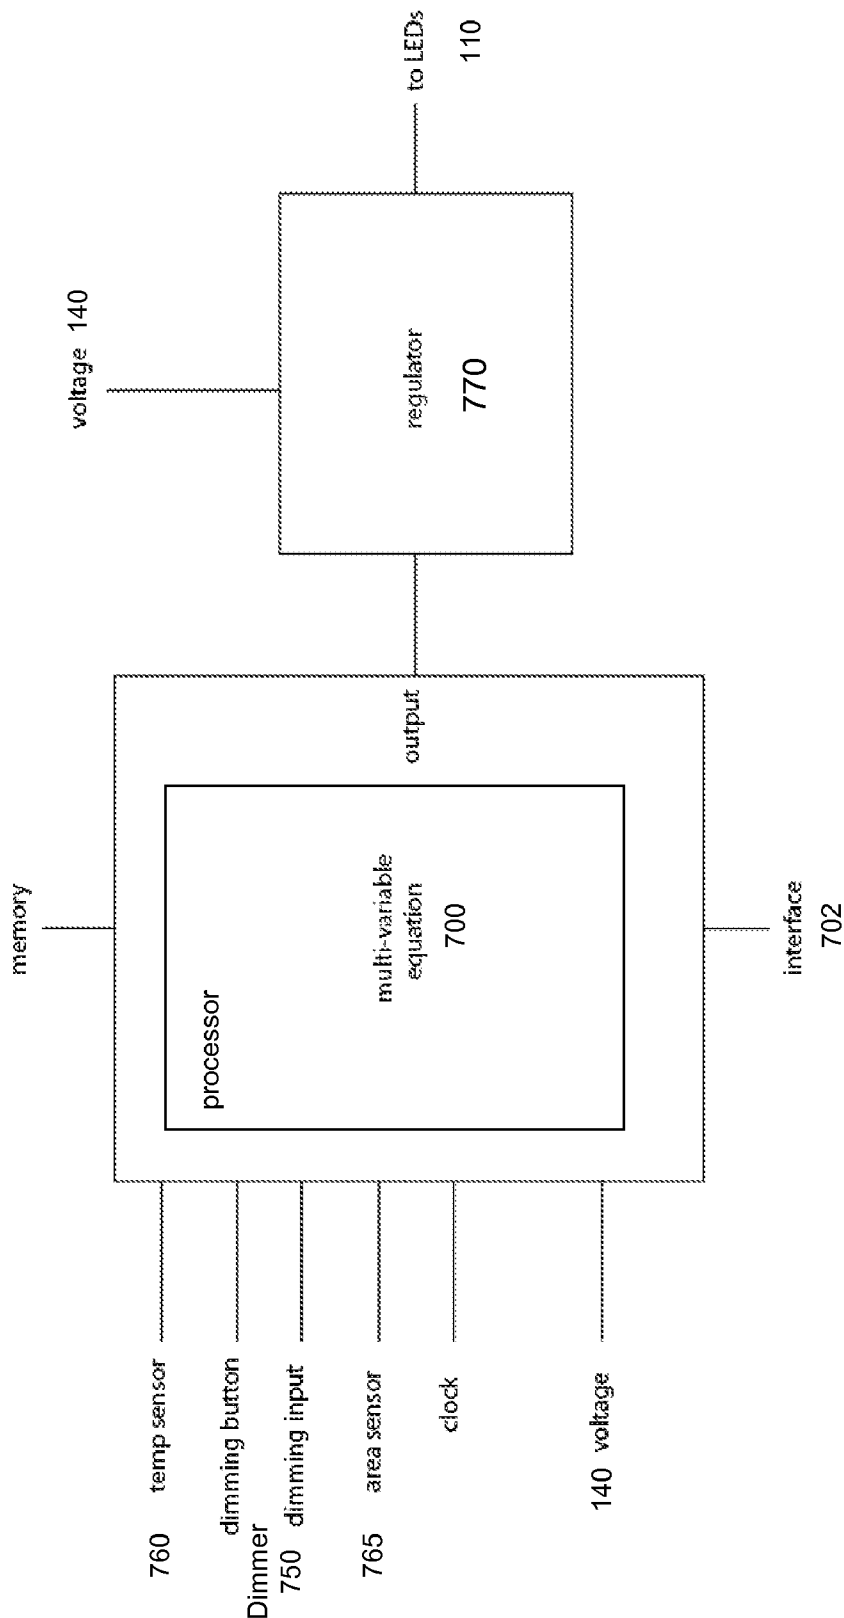 memory
voltage 140
760 temp sensor
dimming button
Dimmer
750 dimming input
765 area sensor
clock
140 voltage
processor
multi-variable
equation
700
output
regulator
770
to LEDs
110
interface
702